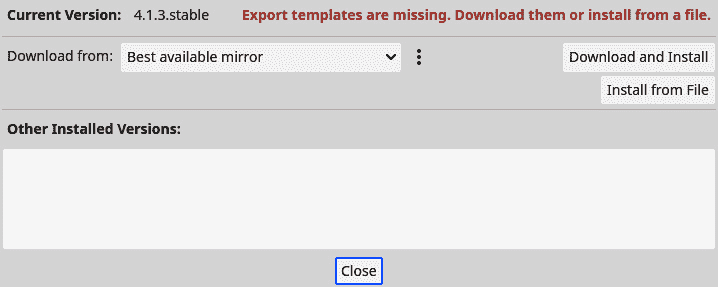 Current Version: 4.1.3.stable Export templates are missing. Download them or install from a file.
Download from: Best available mirror Download and Install
Install from File
Other Installed Versions:
Close